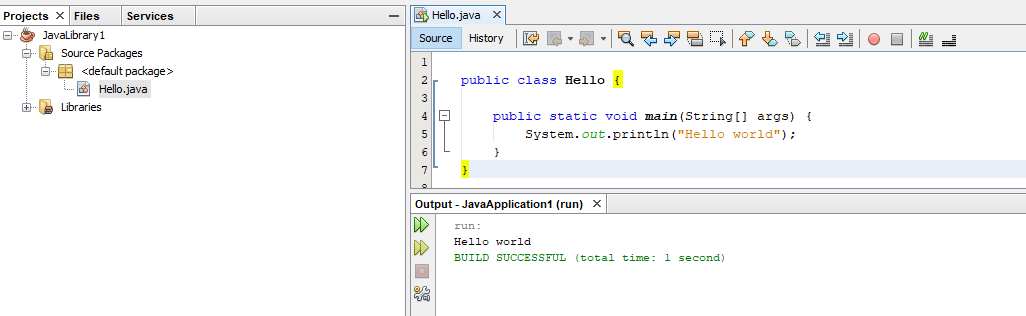 Projects Files Services
JavaLibrary1
Source Packages
<default package>
Hello.java
Libraries
Hello.java
Source History
1
2 public class Hello {
3
4 public static void main(String[] args) {
5 System.out.println("Hello world");
6 }
7 }
Output - JavaApplication1 (run)
run:
Hello world
BUILD SUCCESSFUL (total time: 1 second)